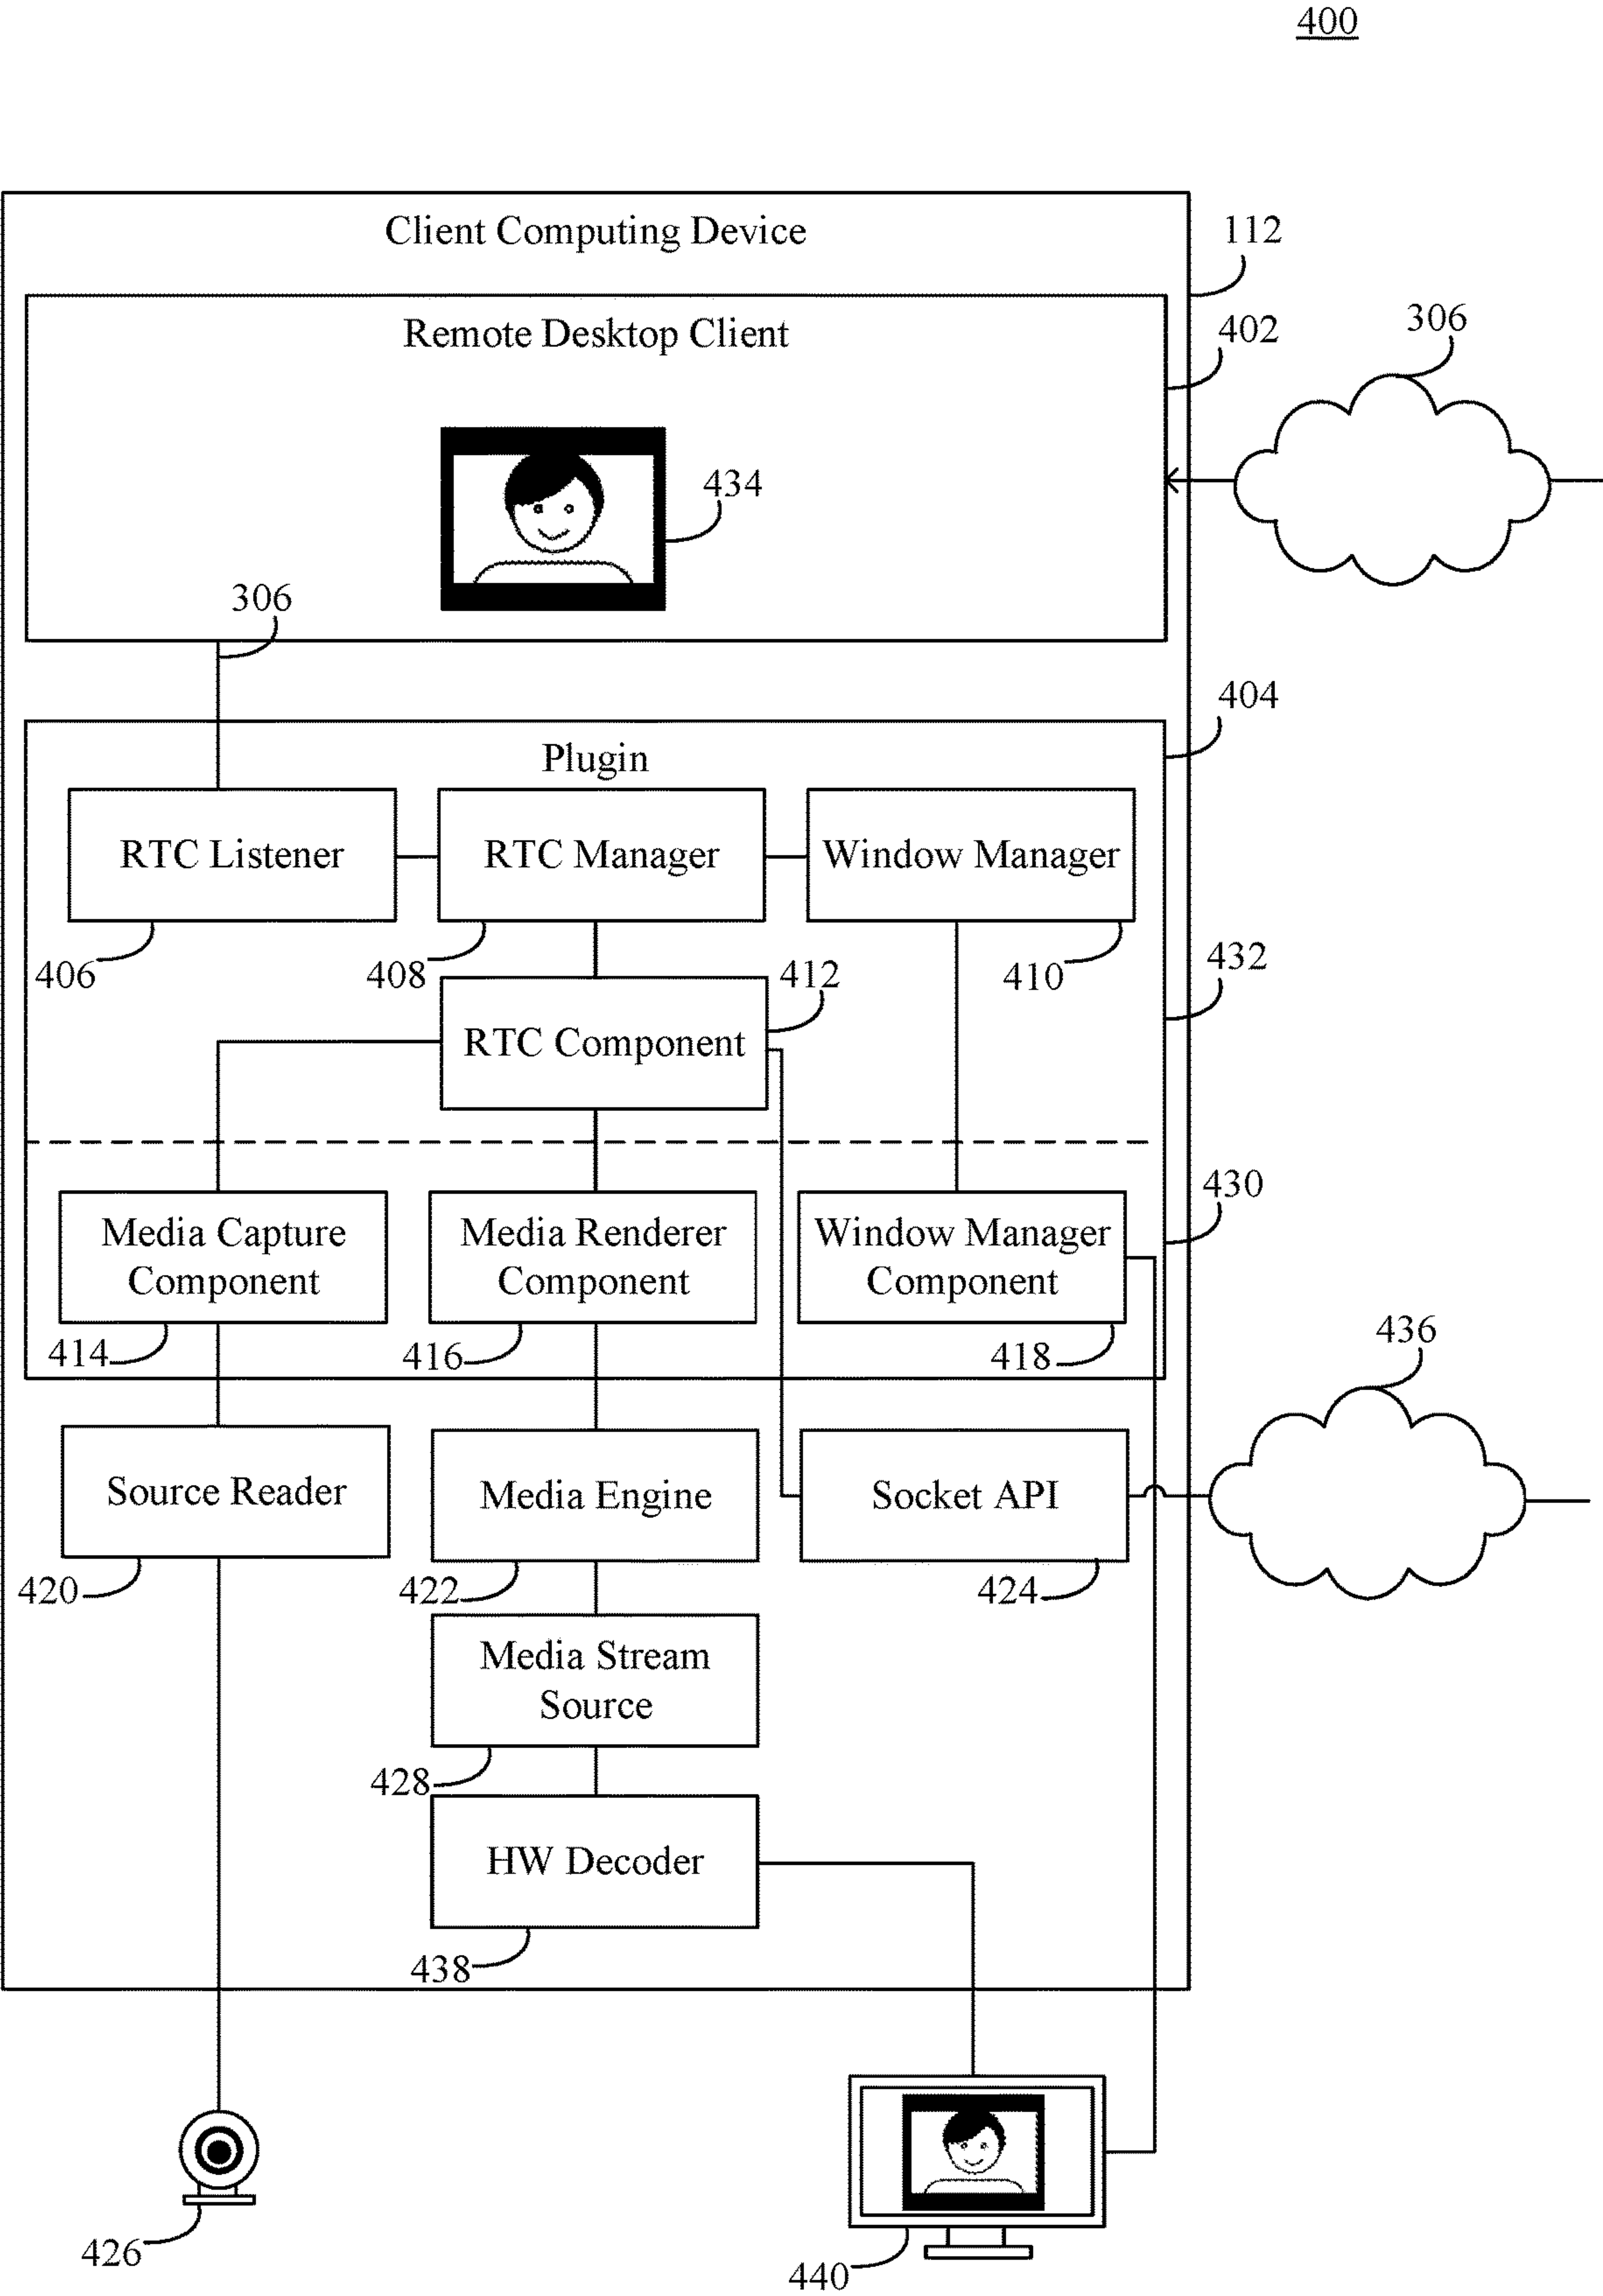 400
Client Computing Device
112
Remote Desktop Client
402
306
434
306
404
Plugin
RTC Listener
RTC Manager
Window Manager
406
408
410
432
412
RTC Component
430
Media Capture
Component
Media Renderer
Component
Window Manager
Component
414
416
418
436
Source Reader
Media Engine
Socket API
420
422
424
Media Stream
Source
428
HW Decoder
438
426
440